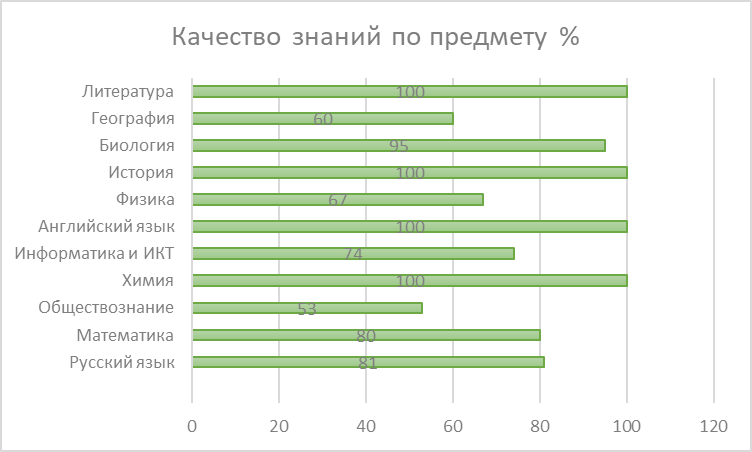 Качество знаний по предмету %
Литература 100
География 60
Биология 95
История 100
Физика 67
Английский язык 100
Информатика и ИКТ 74
Химия 100
Обществознание 53
Математика 80
Русский язык 81
0 20 40 60 80 100 120